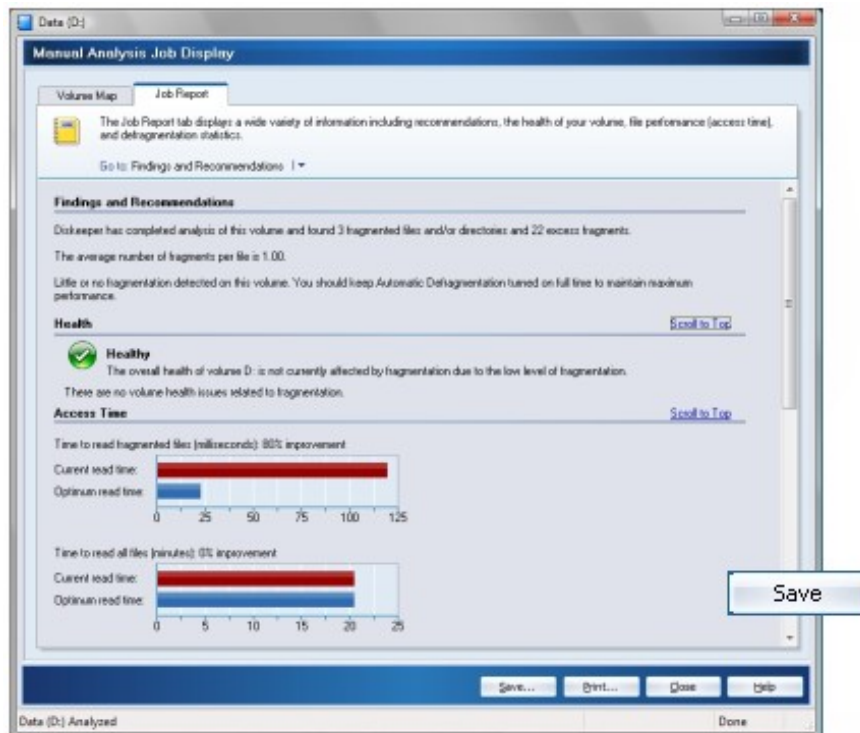 Data (D:)
Manual Analysis Job Display
Volume Map
Job Report
The Job Report tab displays a wide variety of information including recommendations, the health of your volume, file performance (access time),
and defragmentation statistics.
Go to: Findings and Recommendations
Findings and Recommendations
Diskeeper has completed analysis of this volume and found 3 fragmented files and/or directories and 22 excess fragments.
The average number of fragments per file is 1.00.
Little or no fragmentation detected on this volume. You should keep Automatic Defragmentation turned on full time to maintain maximum
performance.
Health
Scroll to Top
Healthy
The overall health of volume D: is not currently affected by fragmentation due to the low level of fragmentation.
There are no volume health issues related to fragmentation.
Access Time
Scroll to Top
Time to read fragmented files (milliseconds): 80% improvement
Current read time:
Optimum read time:
0 25 50 75 100 125
Time to read all files (minutes): 0% improvement
Current read time:
Optimum read time:
0 5 10 15 20 25
Save
Save... Print... Close Help
Data (D:) Analyzed
Done